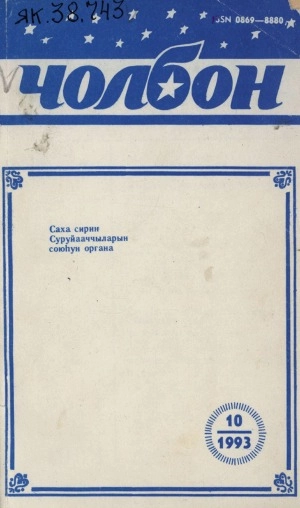 ЯК.38.743
ISSN 0869—8880
ЧОЛБОН
Саха сирин
Суруйааччыларын
союһун органа
10
1993